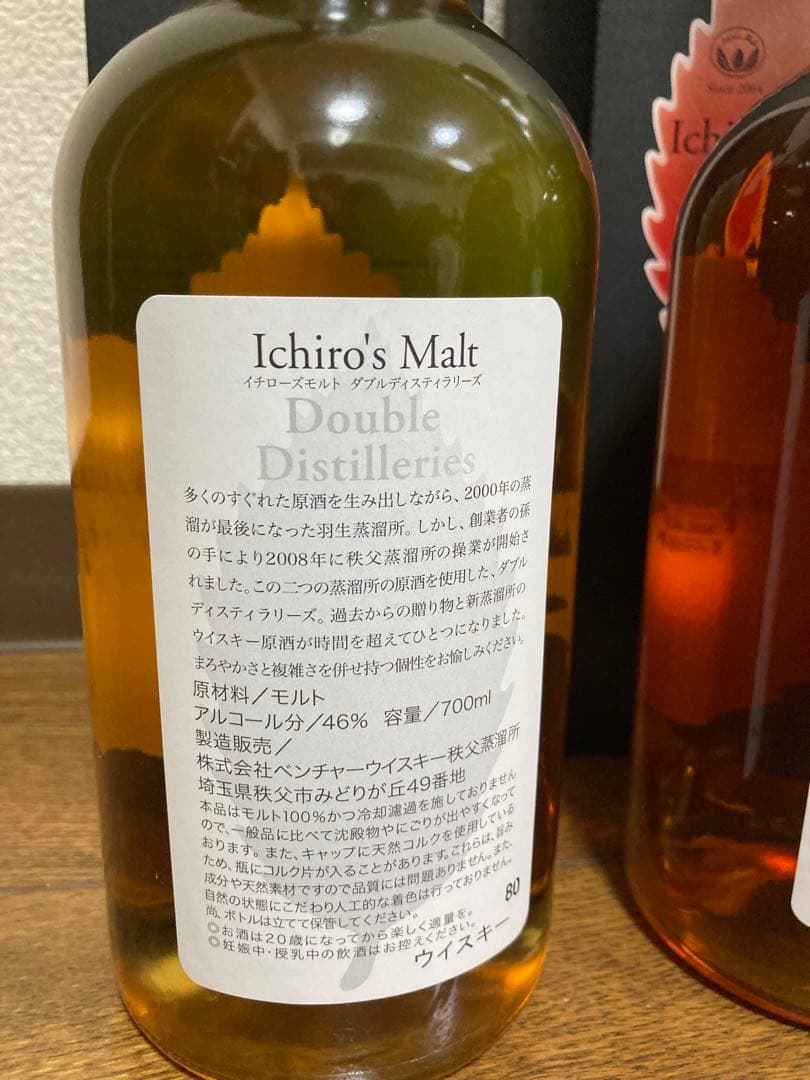 Ichiro's Malt
イチローズモルト ダブルディスティラリーズ
Double
Distilleries
多くのすぐれた原酒を生み出しながら、2000年の蒸
溜が最後になった羽生蒸溜所。しかし、創業者の孫
の手により2008年に秩父蒸溜所の操業が開始さ
れました。この二つの蒸溜所の原酒を使用した、ダブル
ディスティラリーズ。過去からの贈り物と新蒸溜所の
ウイスキー原酒が時間を超えてひとつになりました。
まろやかさと複雑さを併せ持つ個性をお愉しみください。
原材料／モルト
アルコール分／46% 容量／700ml
製造販売／
株式会社ベンチャーウイスキー秩父蒸溜所
埼玉県秩父市みどりが丘49番地
本品はモルト100%かつ冷却濾過を施しておりません
ので、一般品に比べて沈殿物やにごりが出やすくなって
おります。また、キャップに天然コルクを使用している
ため、瓶にコルク片が入ることがあります。これらは、旨み
成分や天然素材ですので品質には問題ありません。また、
自然の状態にこだわり人工的な着色は行っておりません。
尚、ボトルは立てて保管してください。
80
◎お酒は20歳になってから楽しく適量を。
◎妊娠中・授乳中の飲酒はお控えください。
ウイスキー
Since 2004
Ich